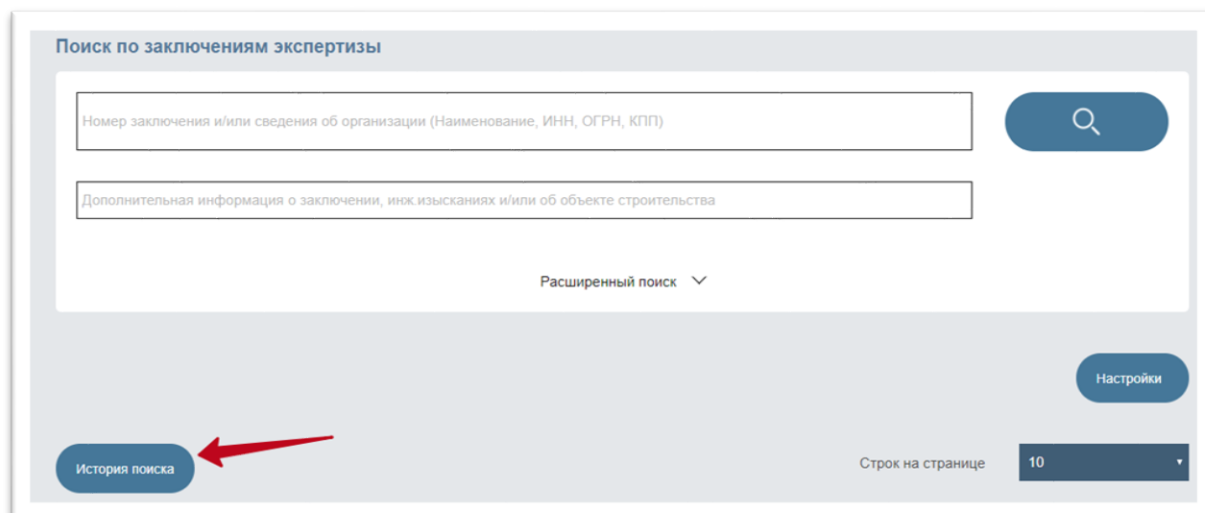 Поиск по заключениям экспертизы
Номер заключения и/или сведения об организации (Наименование, ИНН, ОГРН, КПП)
Дополнительная информация о заключении, инж.изысканиях и/или об объекте строительства
Расширенный поиск
Настройки
История поиска
Строк на странице
10